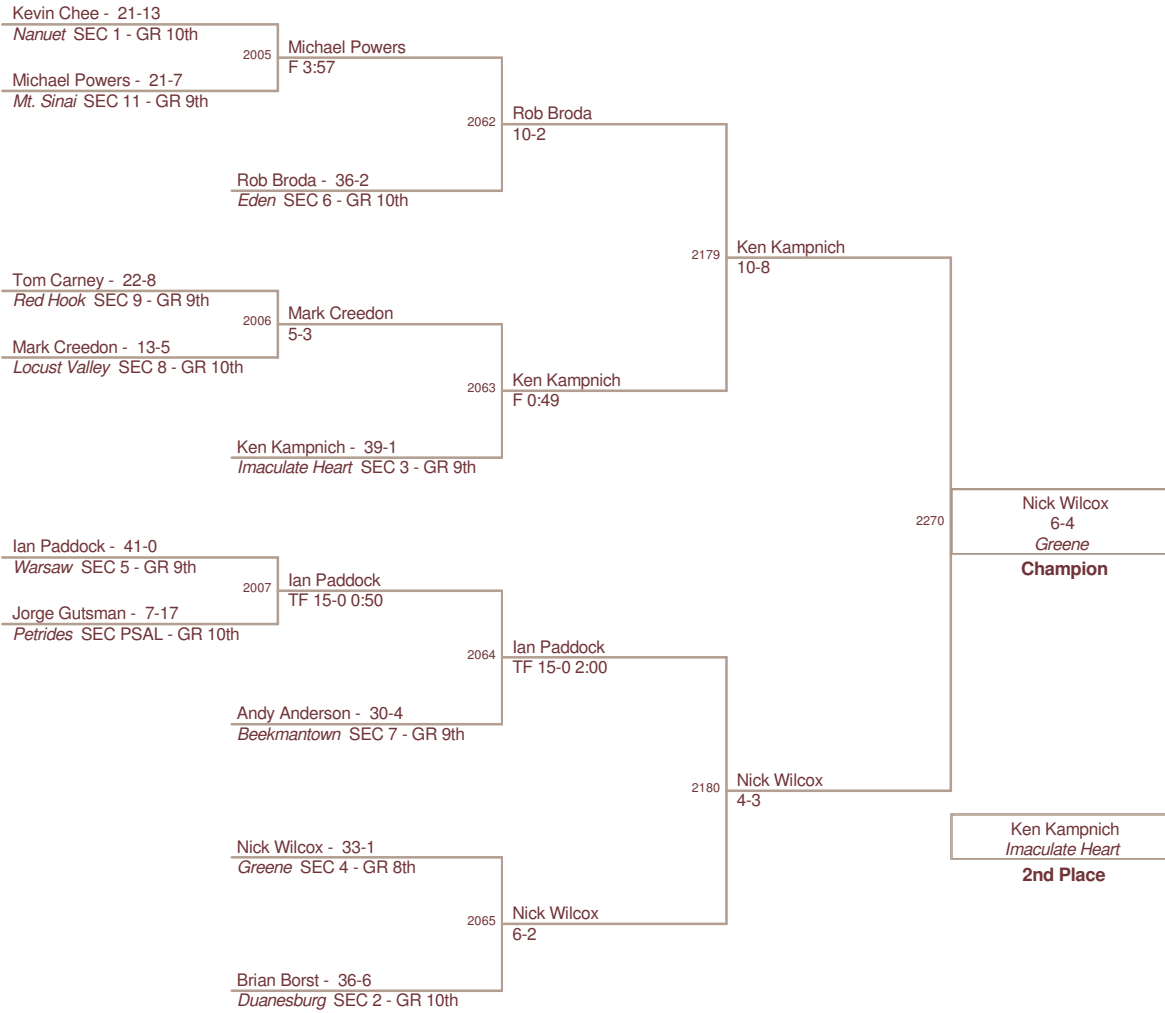 Kevin Chee - 21-13
Nanuet SEC 1 - GR 10th
2005
Michael Powers
F 3:57
Michael Powers - 21-7
Mt. Sinai SEC 11 - GR 9th
2062
Rob Broda
10-2
Rob Broda - 36-2
Eden SEC 6 - GR 10th
2179
Ken Kampnich
10-8
Tom Carney - 22-8
Red Hook SEC 9 - GR 9th
2006
Mark Creedon
5-3
Mark Creedon - 13-5
Locust Valley SEC 8 - GR 10th
2063
Ken Kampnich
F 0:49
Ken Kampnich - 39-1
Imaculate Heart SEC 3 - GR 9th
2270
Nick Wilcox
6-4
Greene
Champion
Ian Paddock - 41-0
Warsaw SEC 5 - GR 9th
2007
Ian Paddock
TF 15-0 0:50
Jorge Gutsman - 7-17
Petrides SEC PSAL - GR 10th
2064
Ian Paddock
TF 15-0 2:00
Andy Anderson - 30-4
Beekmantown SEC 7 - GR 9th
2180
Nick Wilcox
4-3
Ken Kampnich
Imaculate Heart
2nd Place
Nick Wilcox - 33-1
Greene SEC 4 - GR 8th
2065
Nick Wilcox
6-2
Brian Borst - 36-6
Duanesburg SEC 2 - GR 10th